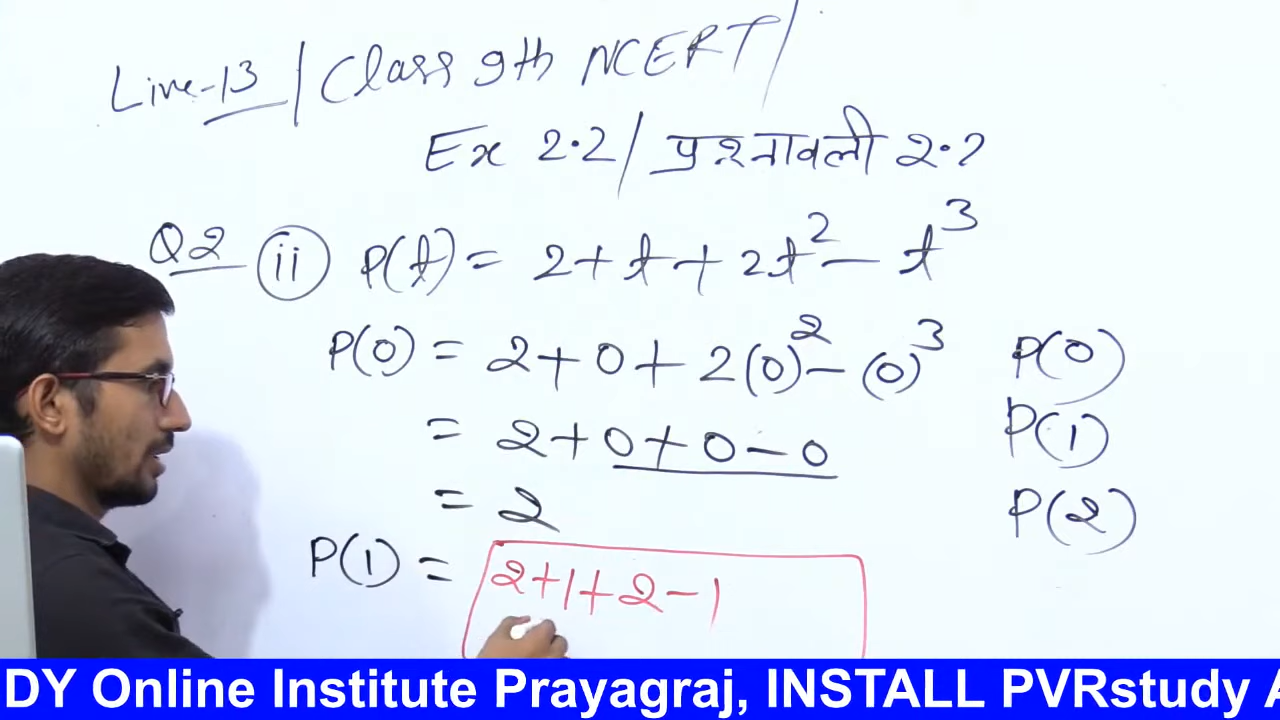 Live-13 / Class 9th NCERT /
Ex 2.2 / प्रश्नावली 2.2
Q2 (ii) P(t) = 2 + t + 2t² - t³
P(0) = 2 + 0 + 2(0)² - (0)³ P(0)
= 2 + 0 + 0 - 0 P(1)
= 2 P(2)
P(1) = 2+1+2-1
DY Online Institute Prayagraj, INSTALL PVRstudy A